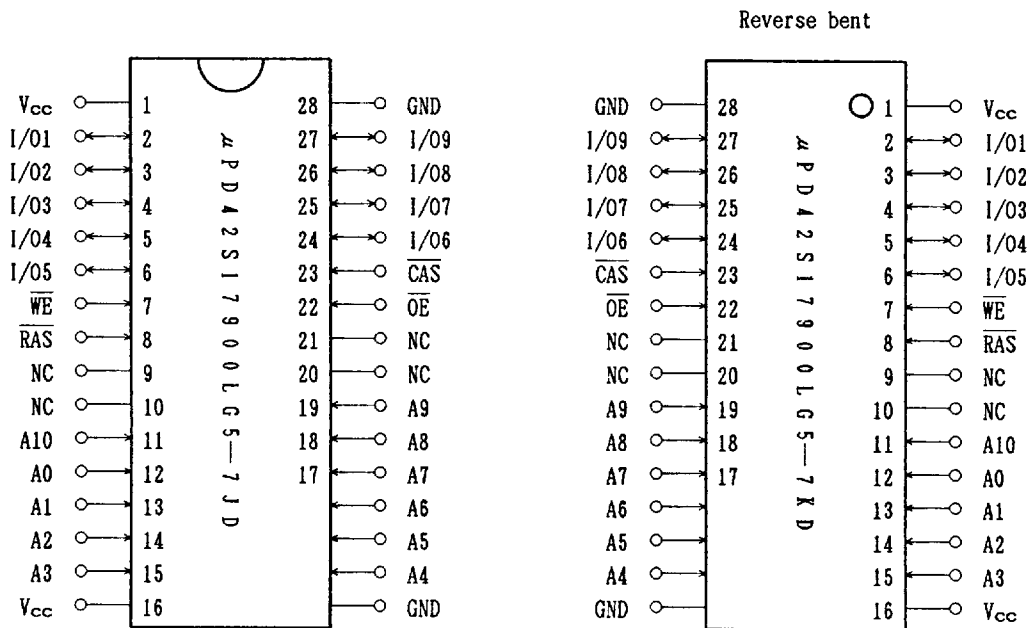 Reverse bent
Vcc 1 28 GND
I/O1 2 27 I/O9
I/O2 3 26 I/O8
I/O3 4 25 I/O7
I/O4 5 24 I/O6
I/O5 6 23 CAS
WE 7 22 OE
RAS 8 21 NC
NC 9 20 NC
NC 10 19 A9
A10 11 18 A8
A0 12 17 A7
A1 13 A6
A2 14 A5
A3 15 A4
Vcc 16 GND
μPD42S17900LG5—7JD
GND 28 1 Vcc
I/O9 27 2 I/O1
I/O8 26 3 I/O2
I/O7 25 4 I/O3
I/O6 24 5 I/O4
CAS 23 6 I/O5
OE 22 7 WE
NC 21 8 RAS
NC 20 9 NC
A9 19 10 NC
A8 18 11 A10
A7 17 12 A0
A6 13 A1
A5 14 A2
A4 15 A3
GND 16 Vcc
μPD42S17900LG5—7KD